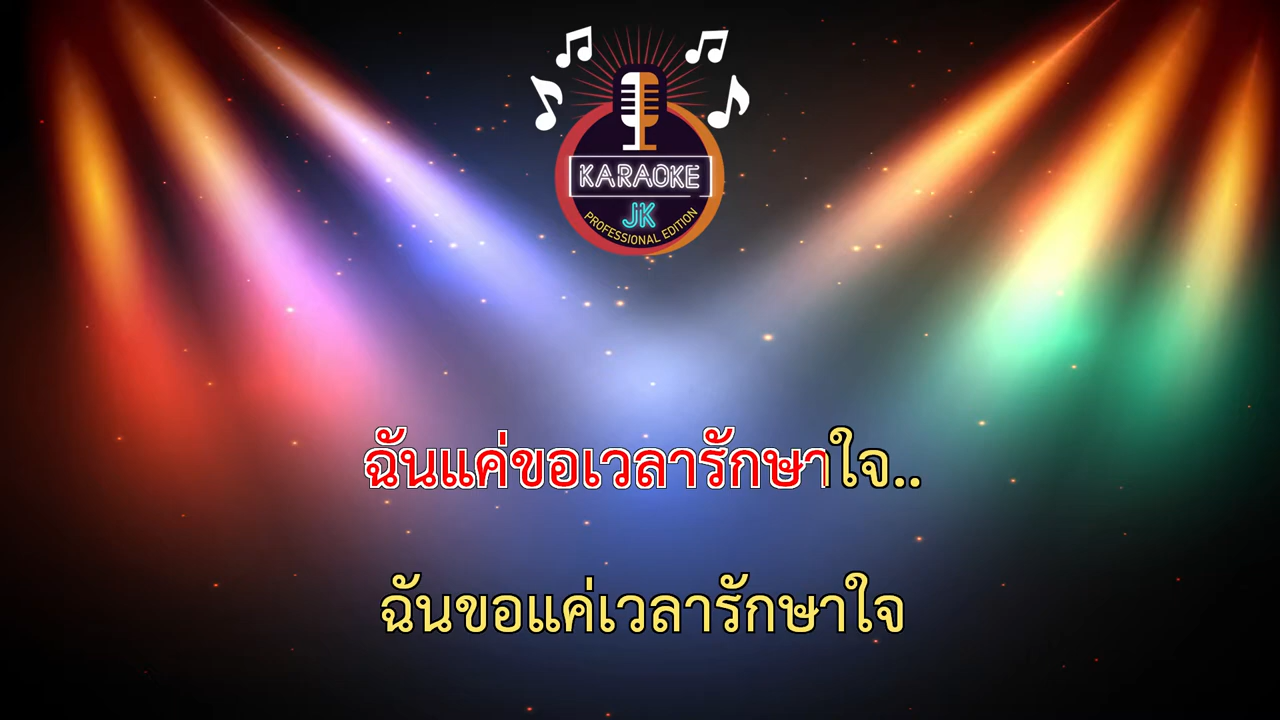 KARAOKE
JK
PROFESSIONAL EDITION
ฉันแค่ขอเวลารักษาใจ..
ฉันขอแค่เวลารักษาใจ